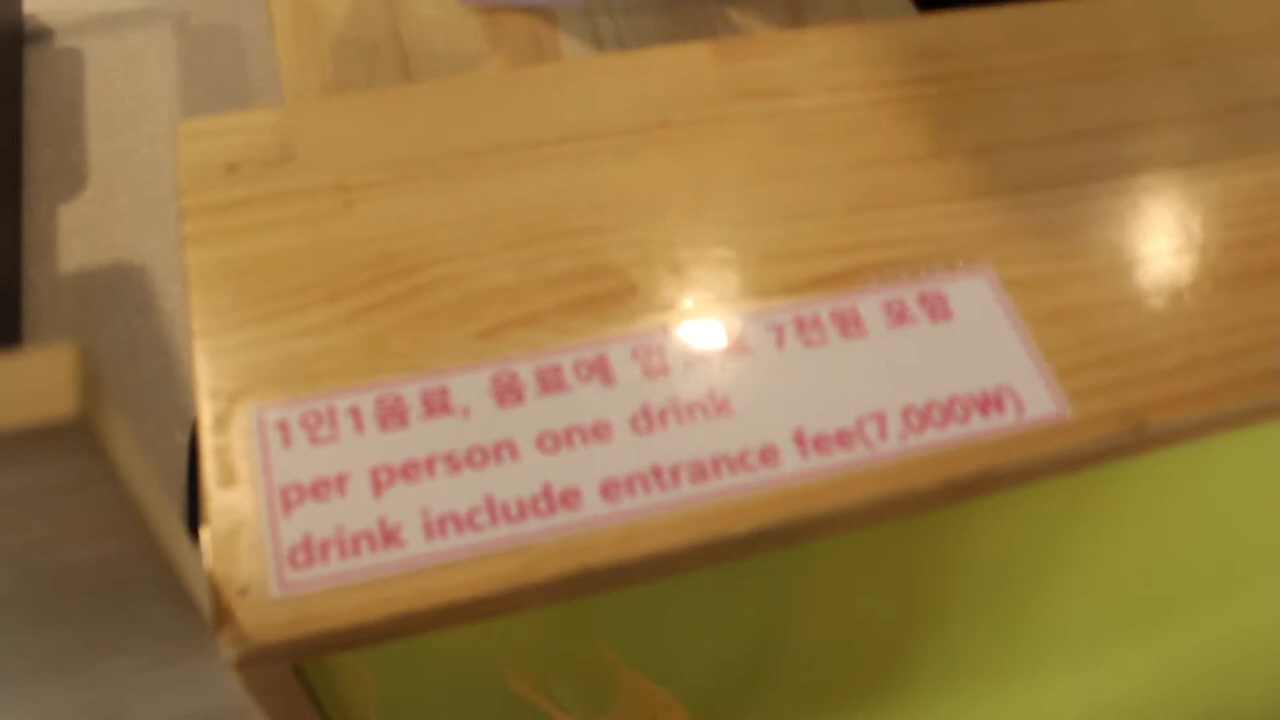 1인1음료, 음료에 7천원 포함
per person one drink
drink include entrance fee(7,000W)